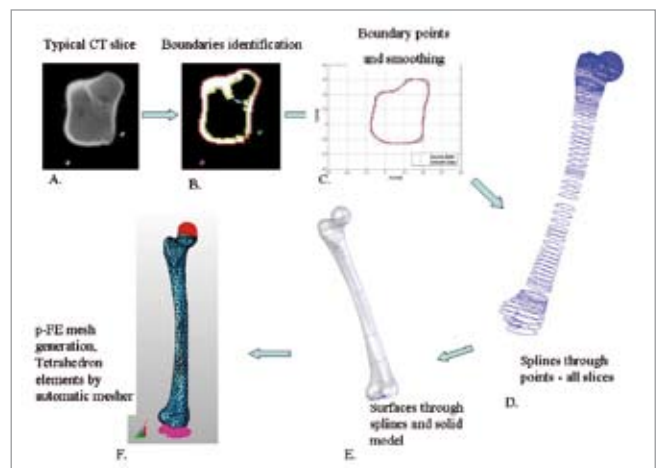 Typical CT slice
Boundaries identification
Boundary points
and smoothing
A.
B.
C.
p-FE mesh
generation,
Tetrahedron
elements by
automatic mesher
F.
Surfaces through
splines and solid
model
E.
Splines through
points - all slices
D.